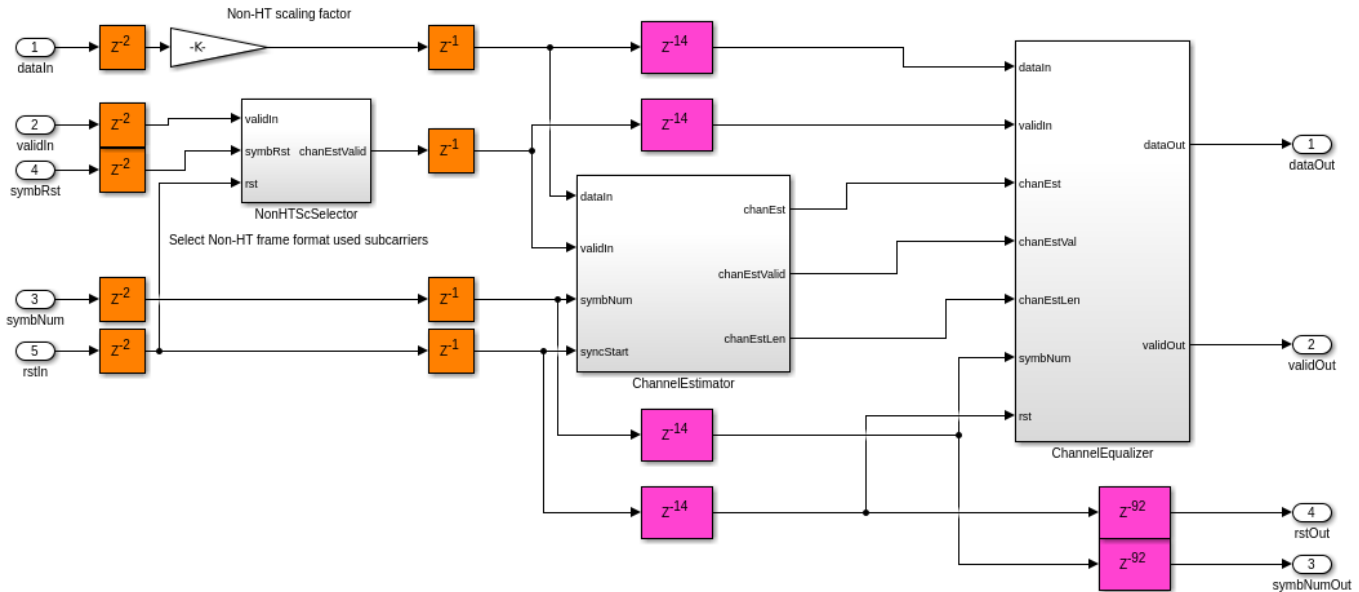 Non-HT scaling factor
1
dataIn
Z-2
-K-
Z-1
Z-14
2
validIn
Z-2
4
symbRst
Z-2
validIn
symbRst
rst
chanEstValid
NonHTScSelector
Select Non-HT frame format used subcarriers
Z-1
Z-14
3
symbNum
Z-2
Z-1
5
rstIn
Z-2
Z-1
dataIn
validIn
symbNum
syncStart
chanEst
chanEstValid
chanEstLen
ChannelEstimator
Z-14
Z-14
dataIn
validIn
chanEst
chanEstVal
chanEstLen
symbNum
rst
dataOut
validOut
ChannelEqualizer
1
dataOut
2
validOut
Z-92
4
rstOut
Z-92
3
symbNumOut